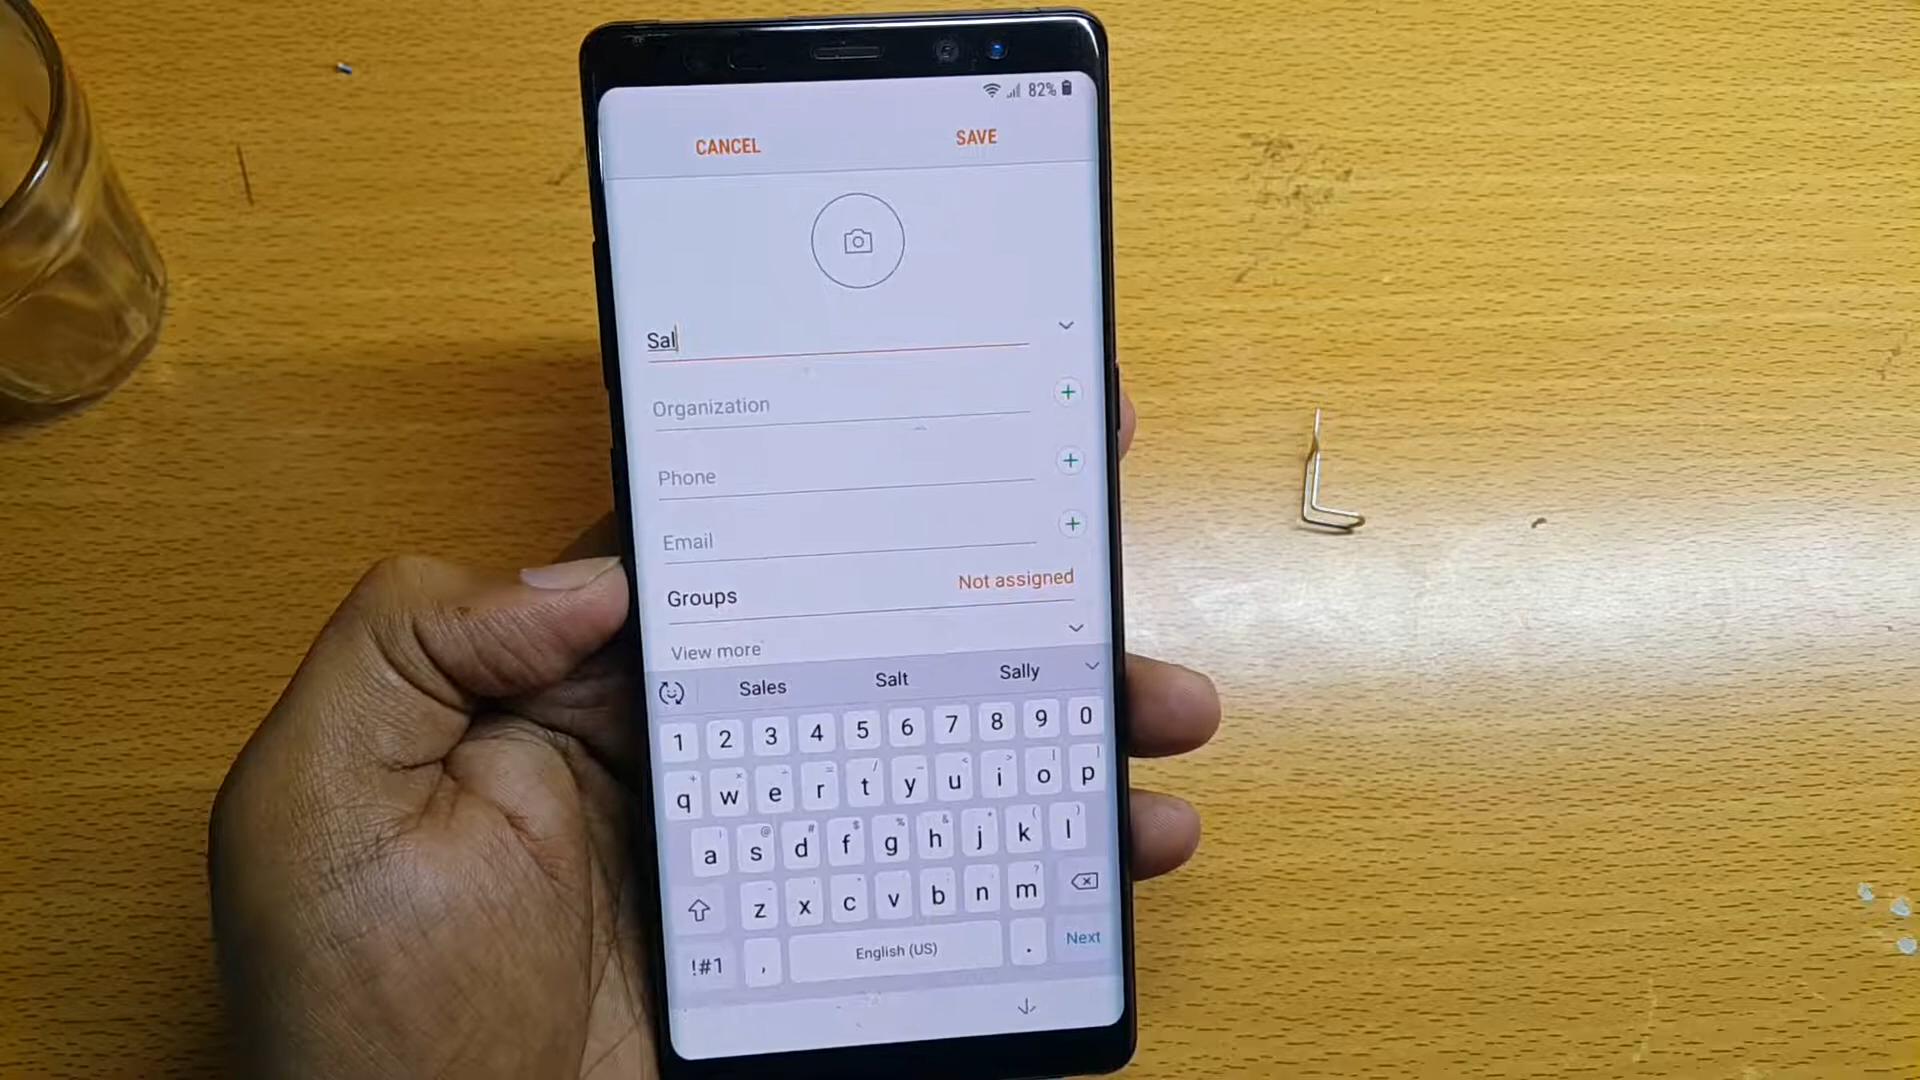 82%
CANCEL SAVE
Sal
Organization
Phone
Email
Groups Not assigned
View more
Sales Salt Sally
1 2 3 4 5 6 7 8 9 0
q w e r t y u i o p
a s d f g h j k l
z x c v b n m
!#1 , English (US) . Next